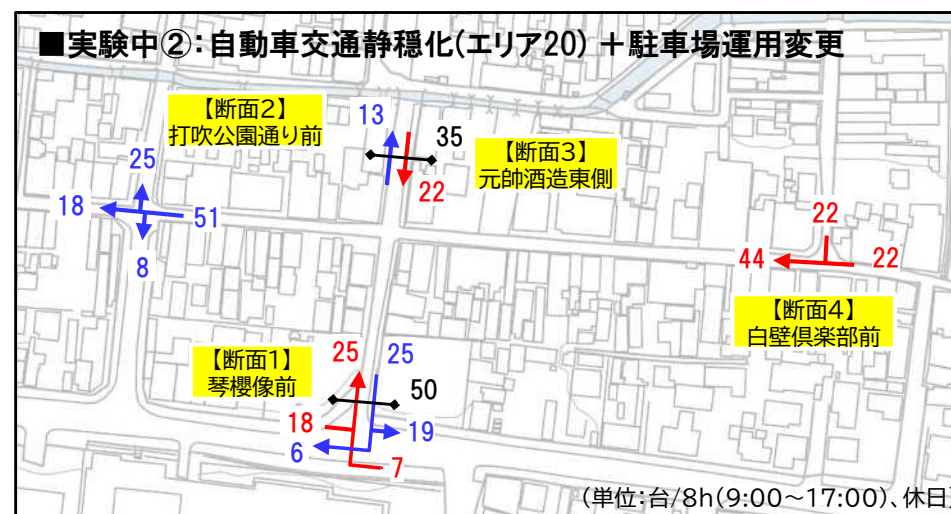 ■実験中②：自動車交通静穏化(エリア20) ＋駐車場運用変更
【断面2】
打吹公園通り前
13
35
【断面3】
元帥酒造東側
25
22
18
51
8
22
44
22
【断面4】
白壁倶楽部前
【断面1】
琴櫻像前
25
25
50
18
19
6
7
(単位：台/8h(9:00～17:00)、休日)